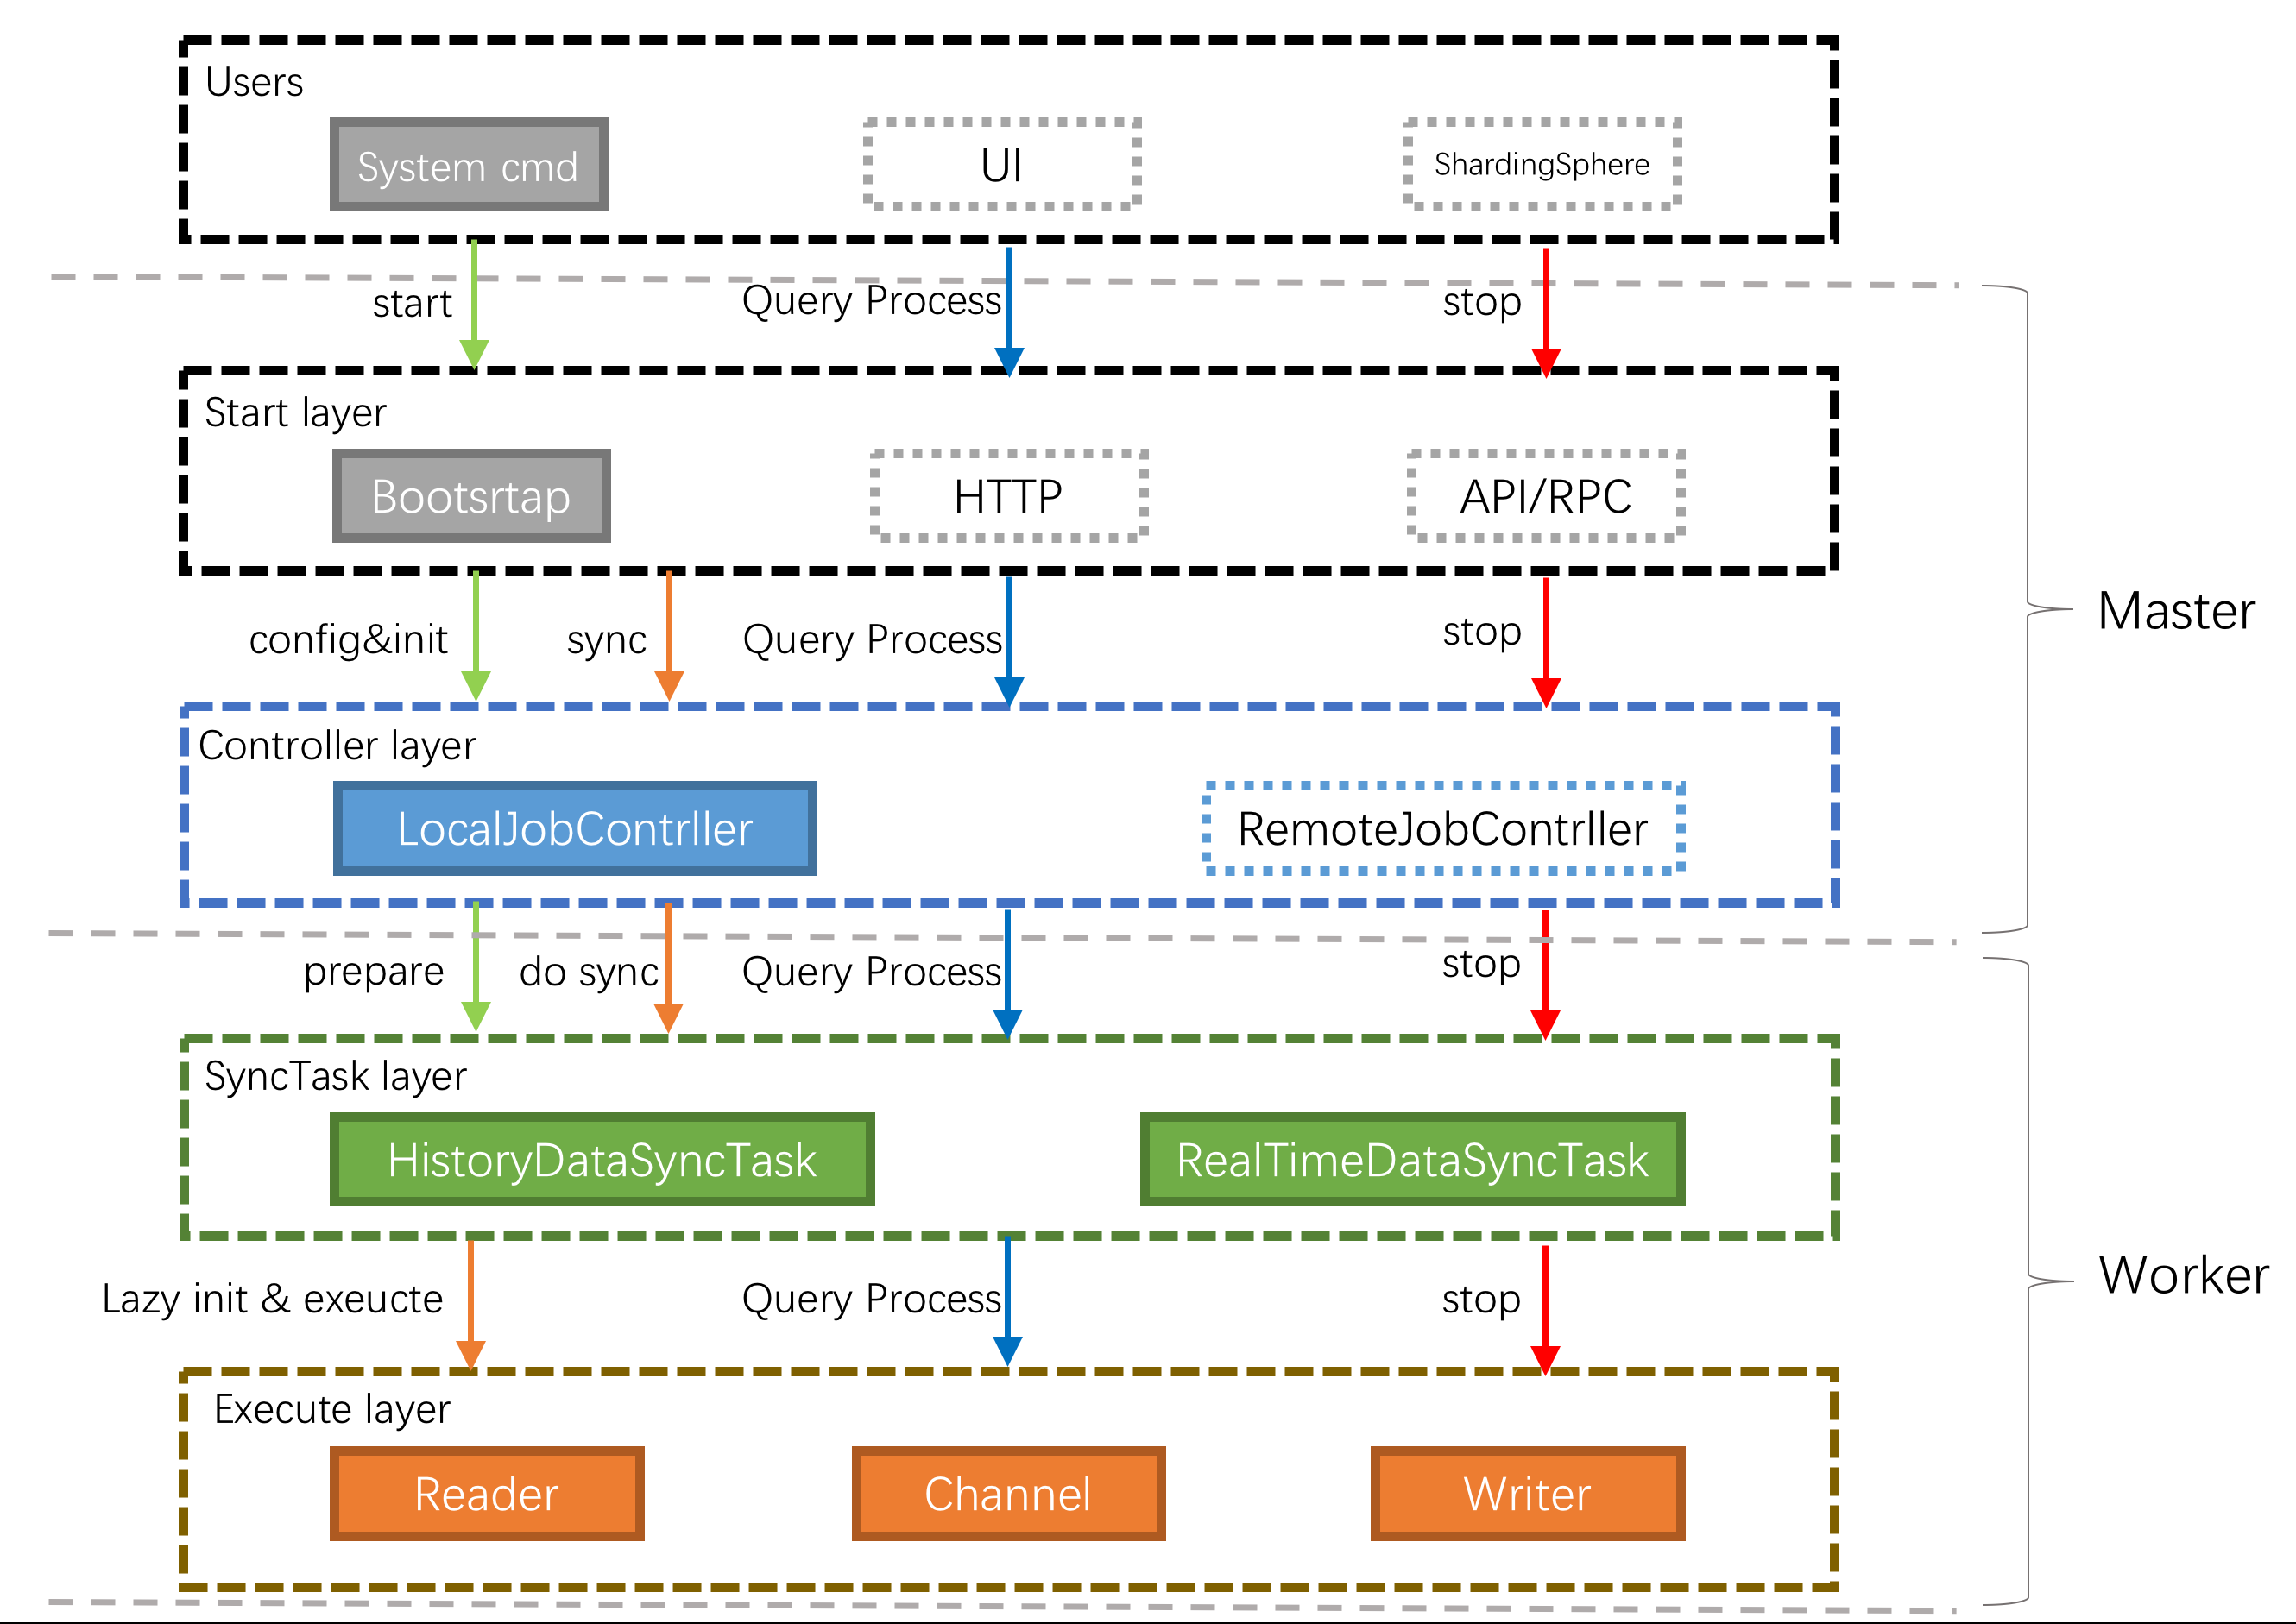 Users
System cmd
UI
ShardingSphere
start
Query Process
stop
Start layer
Bootsrtap
HTTP
API/RPC
config&init
sync
Query Process
stop
Master
Controller layer
LocalJobContrller
RemoteJobContrller
prepare
do sync
Query Process
stop
SyncTask layer
HistoryDataSyncTask
RealTimeDataSyncTask
Lazy init & exeucte
Query Process
stop
Worker
Execute layer
Reader
Channel
Writer